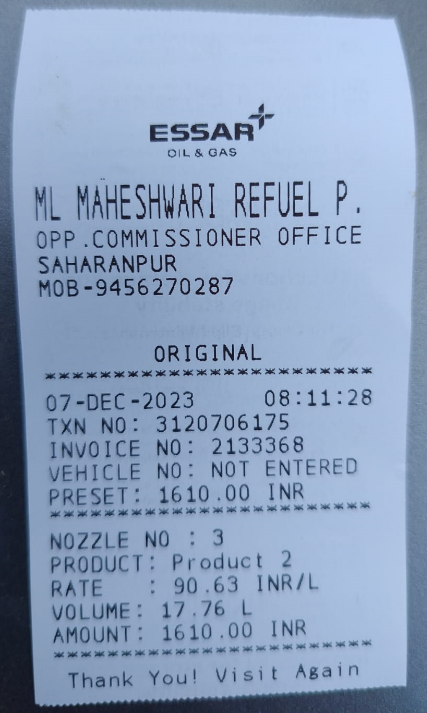 ESSAR
OIL & GAS
ML MAHESHWARI REFUEL P.
OPP.COMMISSIONER OFFICE
SAHARANPUR
MOB-9456270287
ORIGINAL
********************************
07-DEC-2023 08:11:28
TXN NO: 3120706175
INVOICE NO: 2133368
VEHICLE NO: NOT ENTERED
PRESET: 1610.00 INR
********************************
NOZZLE NO : 3
PRODUCT: Product 2
RATE : 90.63 INR/L
VOLUME: 17.76 L
AMOUNT: 1610.00 INR
********************************
Thank You! Visit Again